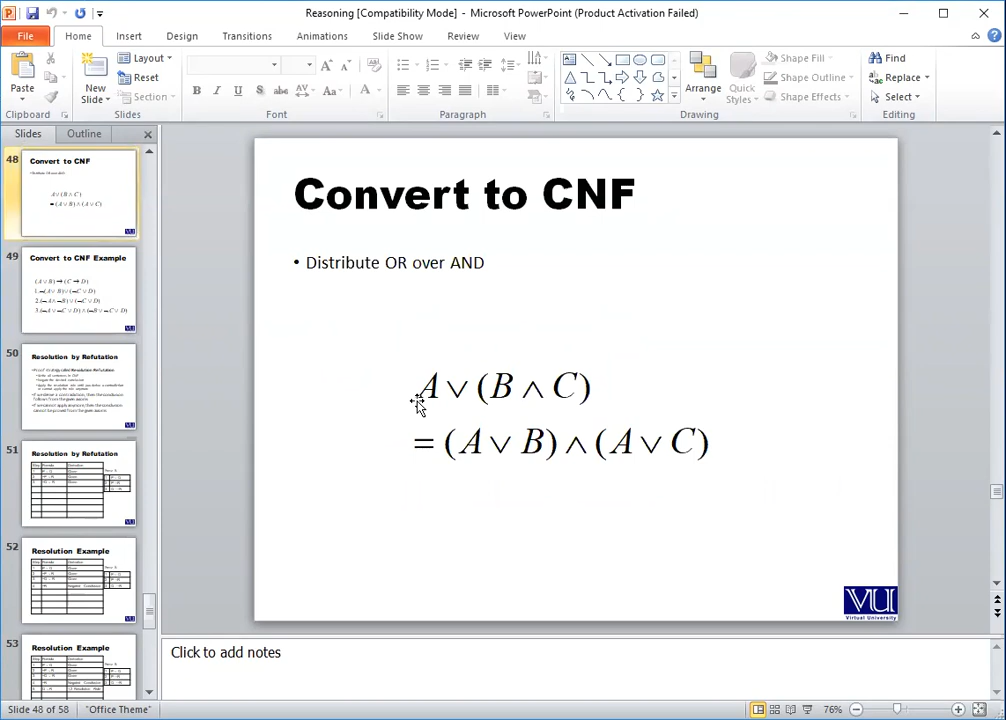 Reasoning [Compatibility Mode] - Microsoft PowerPoint (Product Activation Failed)
File Home Insert Design Transitions Animations Slide Show Review View
Paste
New Slide
Layout
Reset
Section
B I U S abc AV Aa A
Arrange
Quick Styles
Shape Fill
Shape Outline
Shape Effects
Find
Replace
Select
Clipboard Slides Font Paragraph Drawing Editing
Slides Outline
48
Convert to CNF
A ∨ (B ∧ C)
= (A ∨ B) ∧ (A ∨ C)
49
Convert to CNF Example
50
Resolution by Refutation
51
Resolution by Refutation
52
Resolution Example
53
Resolution Example
Convert to CNF
• Distribute OR over AND
A ∨ (B ∧ C)
= (A ∨ B) ∧ (A ∨ C)
VU
Virtual University
Click to add notes
Slide 48 of 58 "Office Theme" 76%